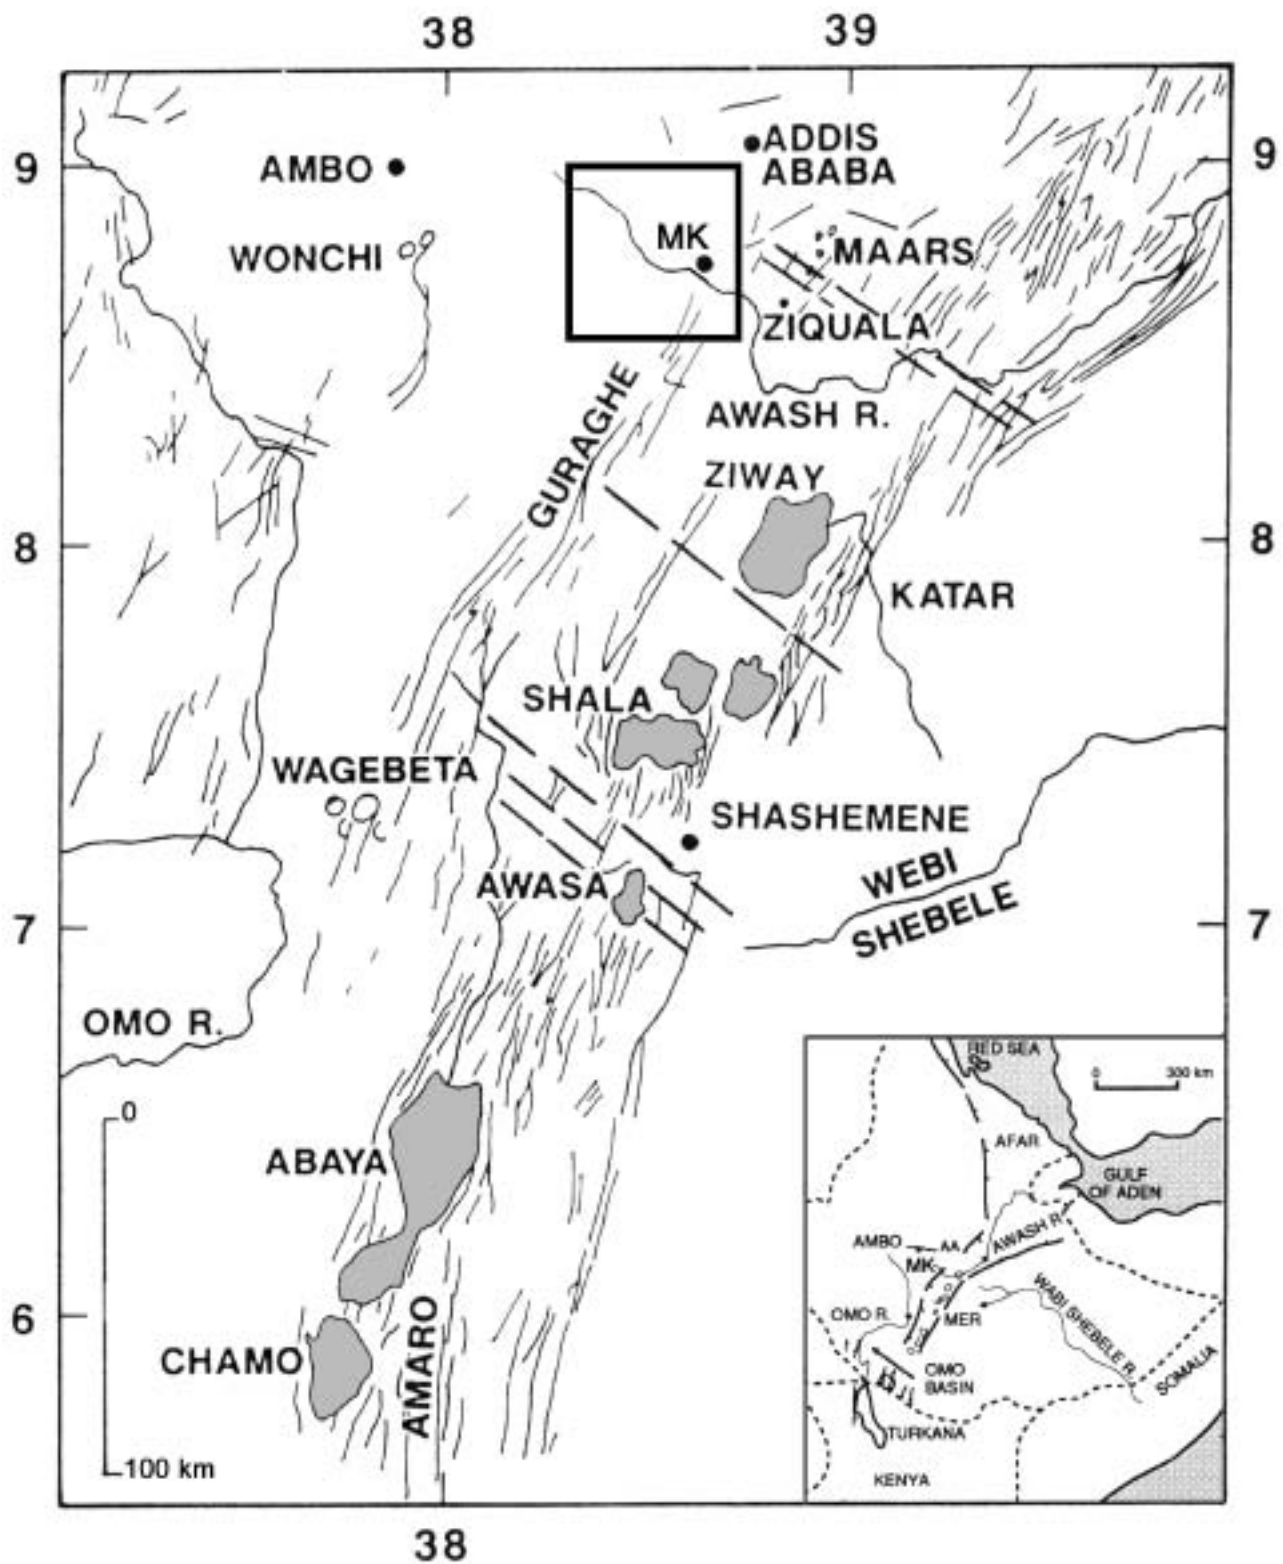 38
39
9
9
AMBO
ADDIS
ABABA
MK
WONCHI
MAARS
ZIQUALA
GURAGHE
AWASH R.
ZIWAY
8
8
KATAR
SHALA
WAGEBETA
SHASHEMENE
WEBI
SHEBELE
AWASA
7
7
OMO R.
0
100 km
ABAYA
6
CHAMO
AMARO
38
RED SEA
0
300 km
AFAR
GULF
OF ADEN
AMBO
AA
AWASH R
MK
OMO R.
MER
WABI SHEBELE R.
OMO
BASIN
SOMALIA
TURKANA
KENYA